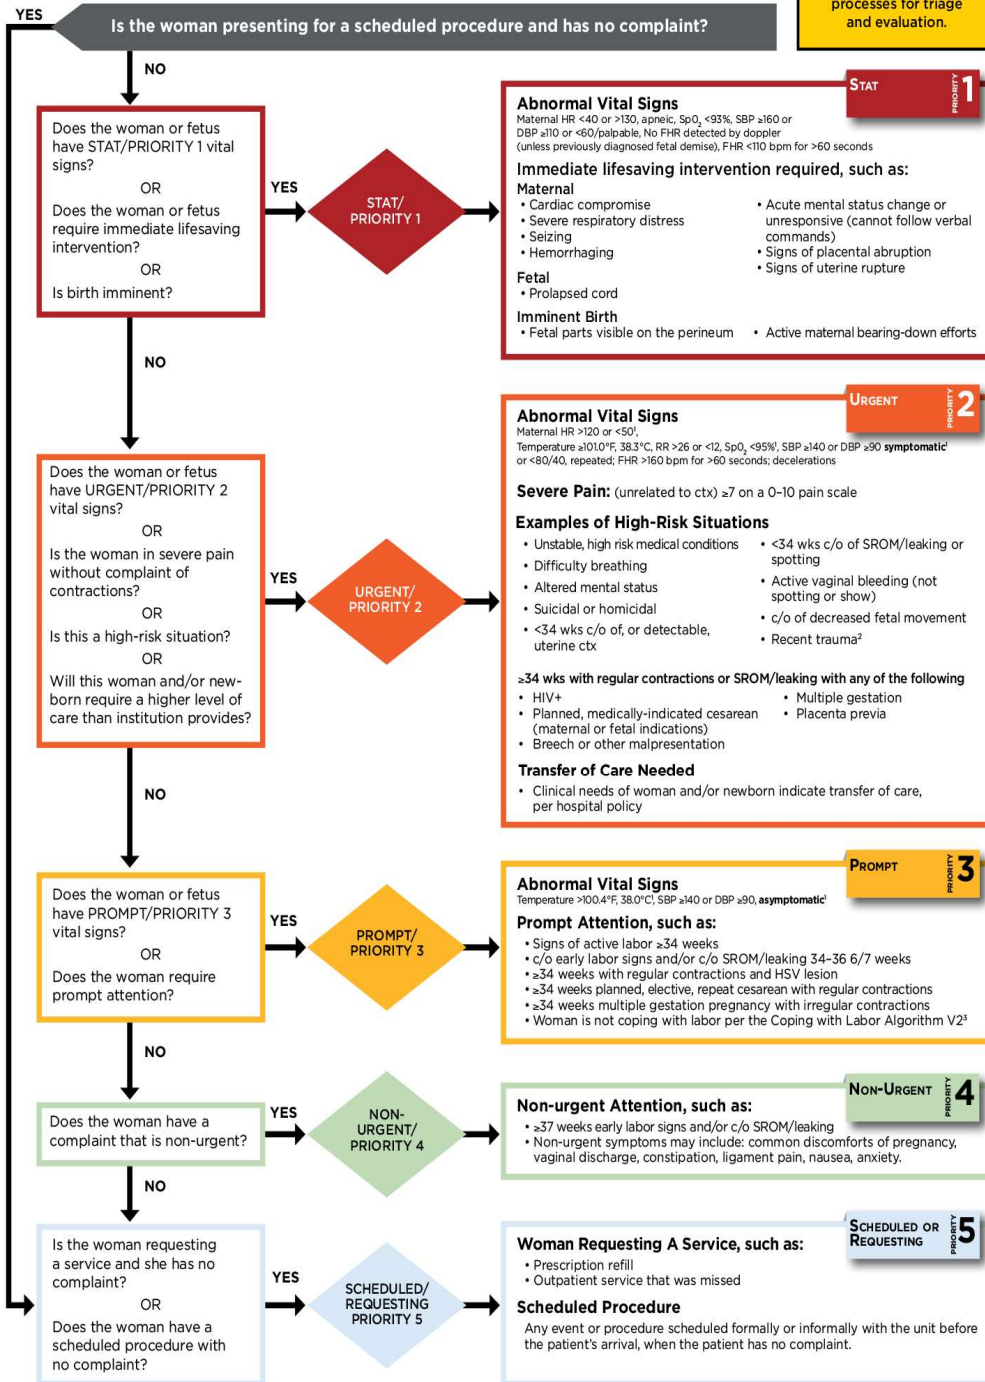 YES
Is the woman presenting for a scheduled procedure and has no complaint?
processes for triage
and evaluation.
NO
Does the woman or fetus
have STAT/PRIORITY 1 vital
signs?
OR
Does the woman or fetus
require immediate lifesaving
intervention?
OR
Is birth imminent?
YES
STAT/
PRIORITY 1
STAT
PRIORITY 1
Abnormal Vital Signs
Maternal HR <40 or >130, apneic, SpO₂ <93%, SBP ≥160 or
DBP ≥110 or <60/palpable, No FHR detected by doppler
(unless previously diagnosed fetal demise), FHR <110 bpm for >60 seconds
Immediate lifesaving intervention required, such as:
Maternal
• Cardiac compromise
• Severe respiratory distress
• Seizing
• Hemorrhaging
• Acute mental status change or
unresponsive (cannot follow verbal
commands)
• Signs of placental abruption
• Signs of uterine rupture
Fetal
• Prolapsed cord
Imminent Birth
• Fetal parts visible on the perineum
• Active maternal bearing-down efforts
NO
Does the woman or fetus
have URGENT/PRIORITY 2
vital signs?
OR
Is the woman in severe pain
without complaint of
contractions?
OR
Is this a high-risk situation?
OR
Will this woman and/or new-
born require a higher level of
care than institution provides?
YES
URGENT/
PRIORITY 2
URGENT
PRIORITY 2
Abnormal Vital Signs
Maternal HR >120 or <50¹,
Temperature ≥101.0°F, 38.3°C, RR >26 or <12, SpO₂ <95%¹, SBP ≥140 or DBP ≥90 symptomatic¹
or <80/40, repeated; FHR >160 bpm for >60 seconds; decelerations
Severe Pain: (unrelated to ctx) ≥7 on a 0–10 pain scale
Examples of High-Risk Situations
• Unstable, high risk medical conditions
• Difficulty breathing
• Altered mental status
• Suicidal or homicidal
• <34 wks c/o of, or detectable,
uterine ctx
• <34 wks c/o of SROM/leaking or
spotting
• Active vaginal bleeding (not
spotting or show)
• c/o of decreased fetal movement
• Recent trauma²
≥34 wks with regular contractions or SROM/leaking with any of the following
• HIV+
• Planned, medically-indicated cesarean
(maternal or fetal indications)
• Breech or other malpresentation
• Multiple gestation
• Placenta previa
Transfer of Care Needed
• Clinical needs of woman and/or newborn indicate transfer of care,
per hospital policy
NO
Does the woman or fetus
have PROMPT/PRIORITY 3
vital signs?
OR
Does the woman require
prompt attention?
YES
PROMPT/
PRIORITY 3
PROMPT
PRIORITY 3
Abnormal Vital Signs
Temperature >100.4°F, 38.0°C¹, SBP ≥140 or DBP ≥90, asymptomatic¹
Prompt Attention, such as:
• Signs of active labor ≥34 weeks
• c/o early labor signs and/or c/o SROM/leaking 34–36 6/7 weeks
• ≥34 weeks with regular contractions and HSV lesion
• ≥34 weeks planned, elective, repeat cesarean with regular contractions
• ≥34 weeks multiple gestation pregnancy with irregular contractions
• Woman is not coping with labor per the Coping with Labor Algorithm V2³
NO
Does the woman have a
complaint that is non-urgent?
YES
NON-
URGENT/
PRIORITY 4
NON-URGENT
PRIORITY 4
Non-urgent Attention, such as:
• ≥37 weeks early labor signs and/or c/o SROM/leaking
• Non-urgent symptoms may include: common discomforts of pregnancy,
vaginal discharge, constipation, ligament pain, nausea, anxiety.
NO
Is the woman requesting
a service and she has no
complaint?
OR
Does the woman have a
scheduled procedure with
no complaint?
YES
SCHEDULED/
REQUESTING
PRIORITY 5
SCHEDULED OR
REQUESTING
PRIORITY 5
Woman Requesting A Service, such as:
• Prescription refill
• Outpatient service that was missed
Scheduled Procedure
Any event or procedure scheduled formally or informally with the unit before
the patient's arrival, when the patient has no complaint.